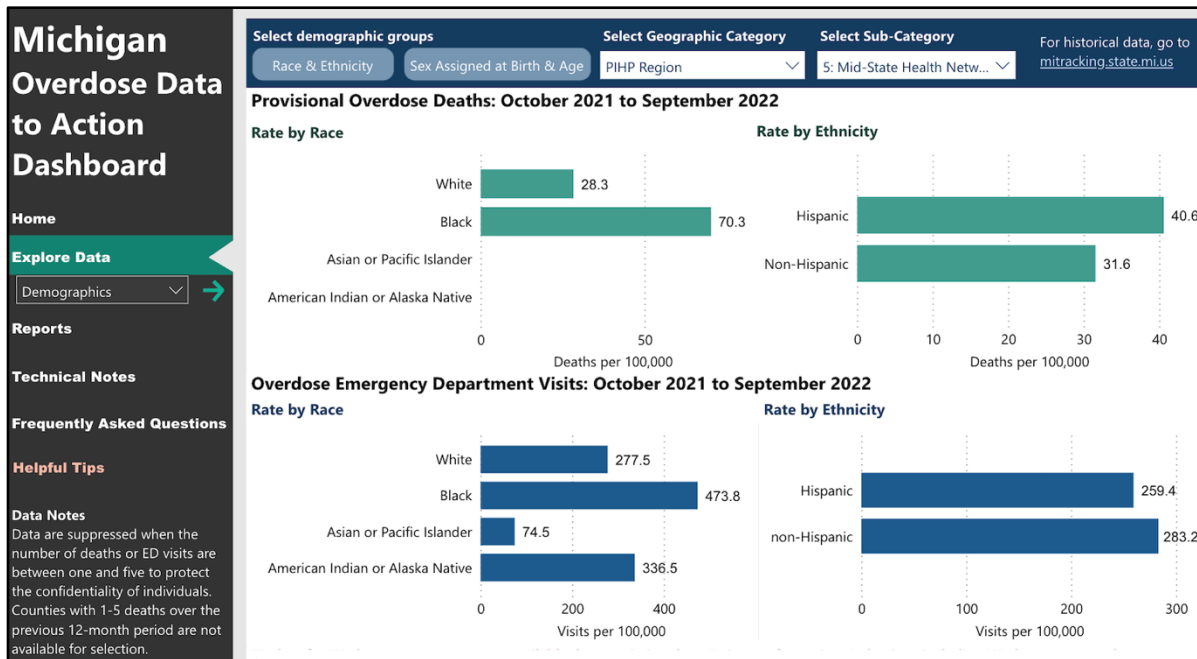 Michigan
Overdose Data
to Action
Dashboard
Home
Explore Data
Demographics
Reports
Technical Notes
Frequently Asked Questions
Helpful Tips
Data Notes
Data are suppressed when the
number of deaths or ED visits are
between one and five to protect
the confidentiality of individuals.
Counties with 1-5 deaths over the
previous 12-month period are not
available for selection.
Select demographic groups
Race & Ethnicity
Sex Assigned at Birth & Age
Select Geographic Category
PIHP Region
Select Sub-Category
5: Mid-State Health Netw...
For historical data, go to
mitracking.state.mi.us
Provisional Overdose Deaths: October 2021 to September 2022
Rate by Race
White 28.3
Black 70.3
Asian or Pacific Islander
American Indian or Alaska Native
0 50
Deaths per 100,000
Rate by Ethnicity
Hispanic 40.6
Non-Hispanic 31.6
0 10 20 30 40
Deaths per 100,000
Overdose Emergency Department Visits: October 2021 to September 2022
Rate by Race
White 277.5
Black 473.8
Asian or Pacific Islander 74.5
American Indian or Alaska Native 336.5
0 200 400
Visits per 100,000
Rate by Ethnicity
Hispanic 259.4
non-Hispanic 283.2
0 100 200 300
Visits per 100,000